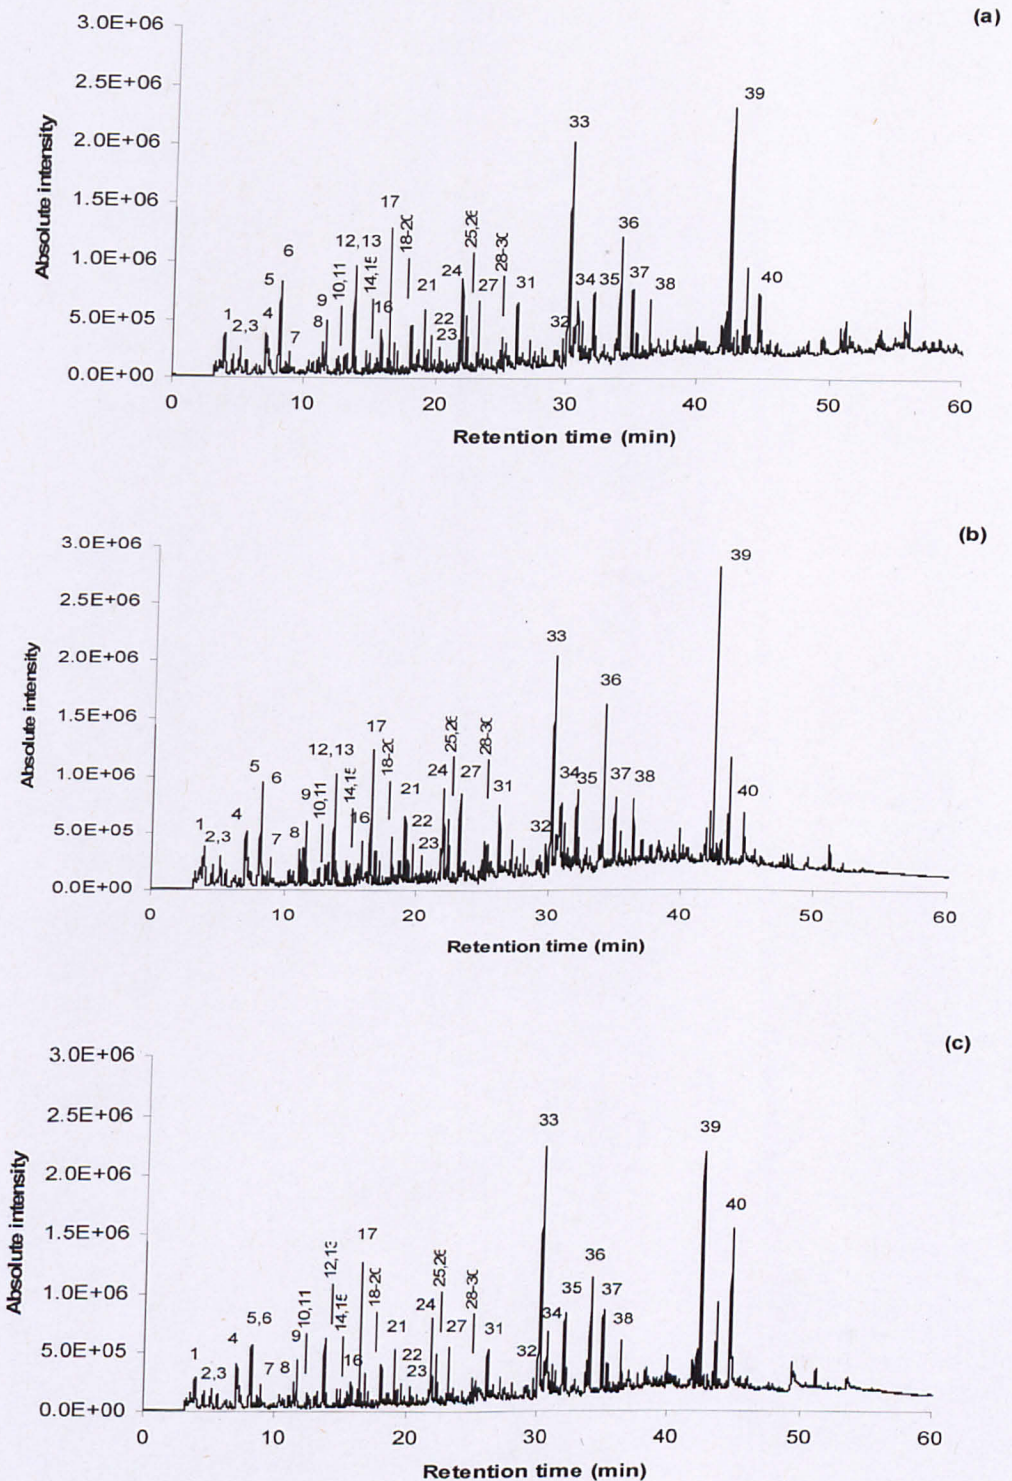 (a)
3.0E+06
2.5E+06
2.0E+06
1.5E+06
1.0E+06
5.0E+05
0.0E+00
Absolute intensity
1
2,3
4
5
6
7
8
9
10,11
12,13
14,15
16
17
18-20
21
22
23
24
25,26
27
28-30
31
32
33
34
35
36
37
38
39
40
0 10 20 30 40 50 60
Retention time (min)
(b)
3.0E+06
2.5E+06
2.0E+06
1.5E+06
1.0E+06
5.0E+05
0.0E+00
Absolute intensity
1
2,3
4
5
6
7
8
9
10,11
12,13
14,15
16
17
18-20
21
22
23
24
25,26
27
28-30
31
32
33
34
35
36
37
38
39
40
0 10 20 30 40 50 60
Retention time (min)
(c)
3.0E+06
2.5E+06
2.0E+06
1.5E+06
1.0E+06
5.0E+05
0.0E+00
Absolute intensity
1
2,3
4
5,6
7
8
9
10,11
12,13
14,15
16
17
18-20
21
22
23
24
25,26
27
28-30
31
32
33
34
35
36
37
38
39
40
0 10 20 30 40 50 60
Retention time (min)